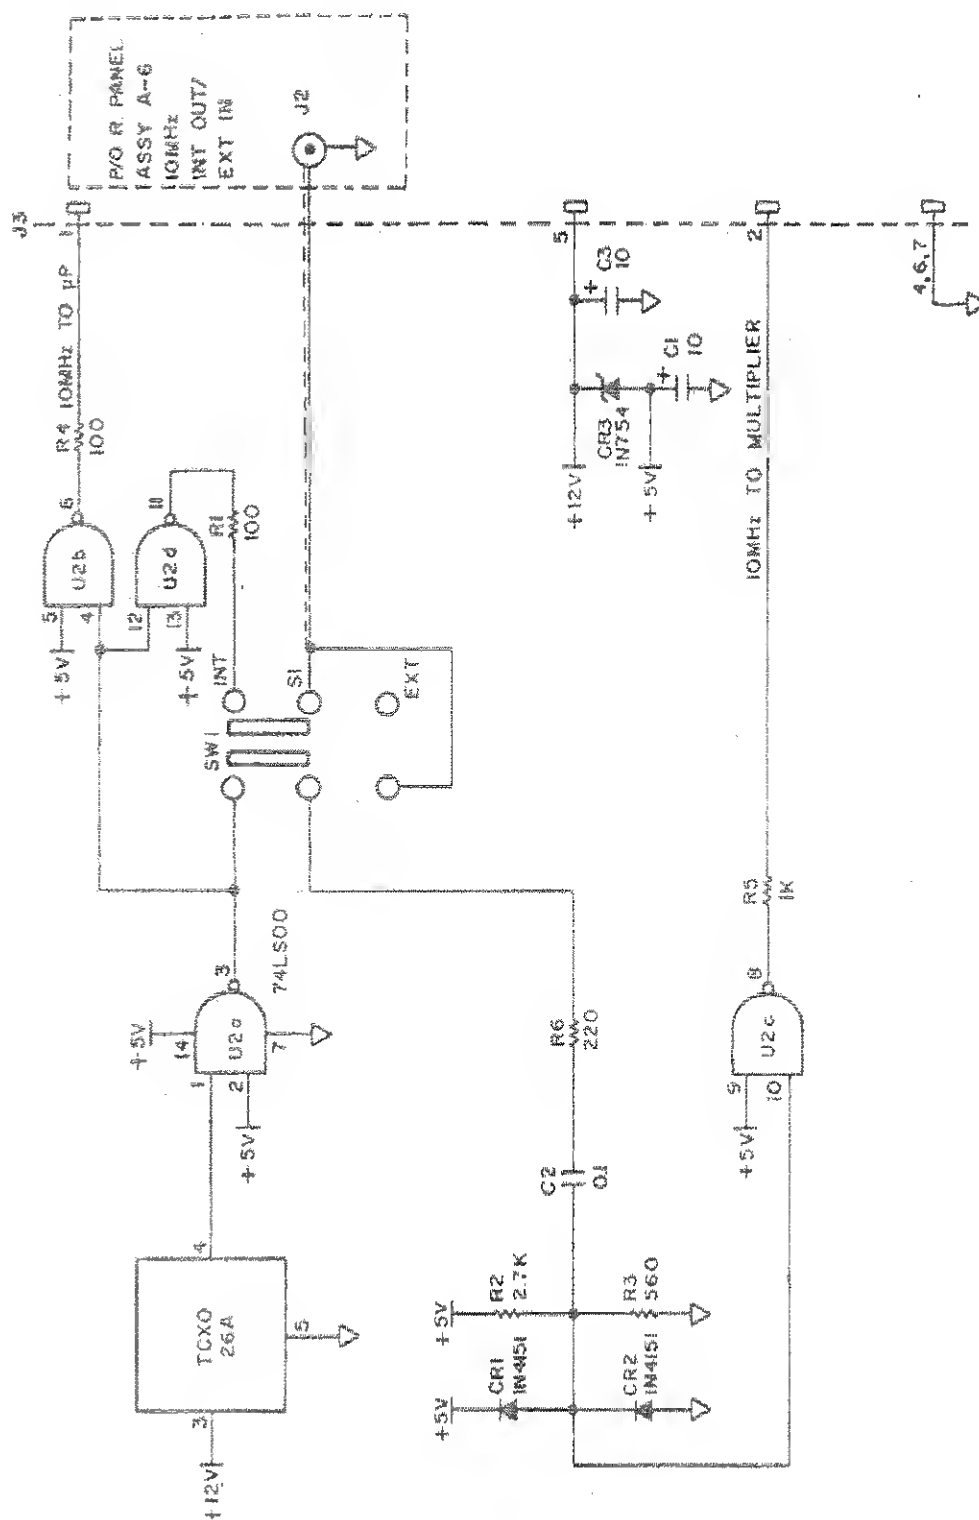 J3
P/O R. PANEL
ASSY A-6
10MHz
INT OUT/
EXT IN
J2
1
R4 10MHz TO μP
100
6
U2b
5
4
+5V
11
U2d
12
13
+5V
R1
100
INT
S1
SW1
EXT
+5V
14
3
U2a
1
2
7
74LS00
+5V
4
TCXO
26A
3
5
+12V
5
+12V
C3
+
10
CR3
1N754
+5V
C1
+
10
2
10MHz TO MULTIPLIER
4,6,7
R5
1K
8
U2c
9
10
+5V
R6
220
C2
0.1
+5V
R2
2.7K
R3
560
+5V
CR1
1N4151
CR2
1N4151